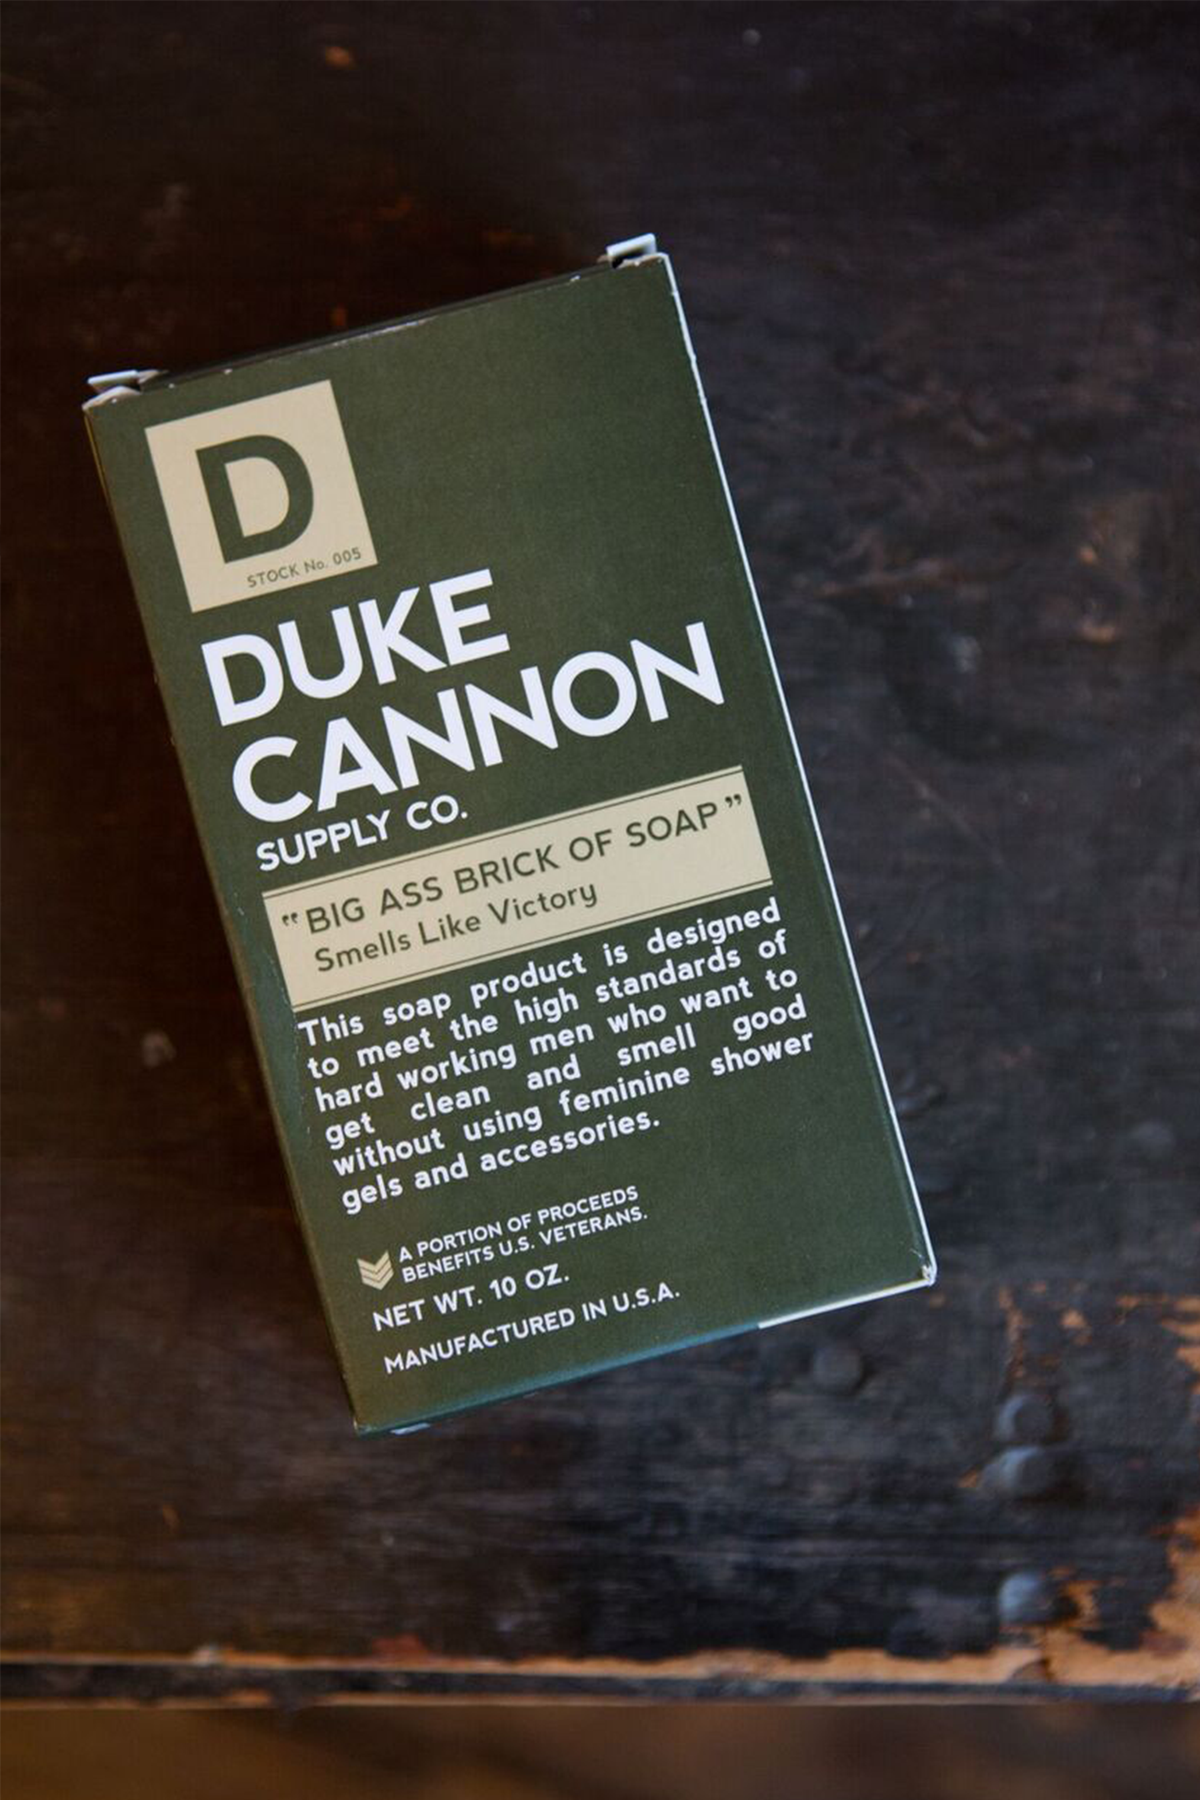 D
STOCK No. 005
DUKE
CANNON
SUPPLY CO.
“BIG ASS BRICK OF SOAP”
Smells Like Victory
This soap product is designed
to meet the high standards of
hard working men who want to
get clean and smell good
without using feminine shower
gels and accessories.
A PORTION OF PROCEEDS
BENEFITS U.S. VETERANS.
NET WT. 10 OZ.
MANUFACTURED IN U.S.A.